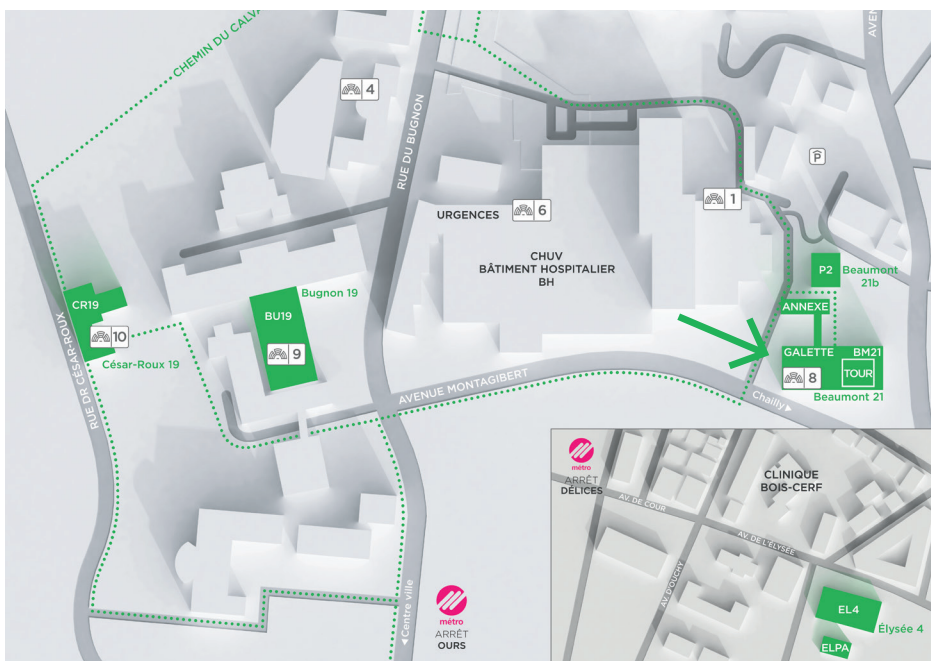 CHEMIN DU CALVA
AVEN
4
RUE DU BUGNON
P
1
URGENCES
6
CHUV
BÂTIMENT HOSPITALIER
BH
P2
Beaumont
21b
ANNEXE
CR19
Bugnon 19
BU19
10
César-Roux 19
9
RUE DR CÉSAR-ROUX
AVENUE MONTAGIBERT
GALETTE
BM21
8
TOUR
Beaumont 21
Chailly
métro
ARRÊT
DÉLICES
CLINIQUE
BOIS-CERF
AV. DE COUR
AV. DE L'ÉLYSÉE
AV. D'OUCHY
EL4
Élysée 4
ELPA
métro
ARRÊT
OURS
Centre ville